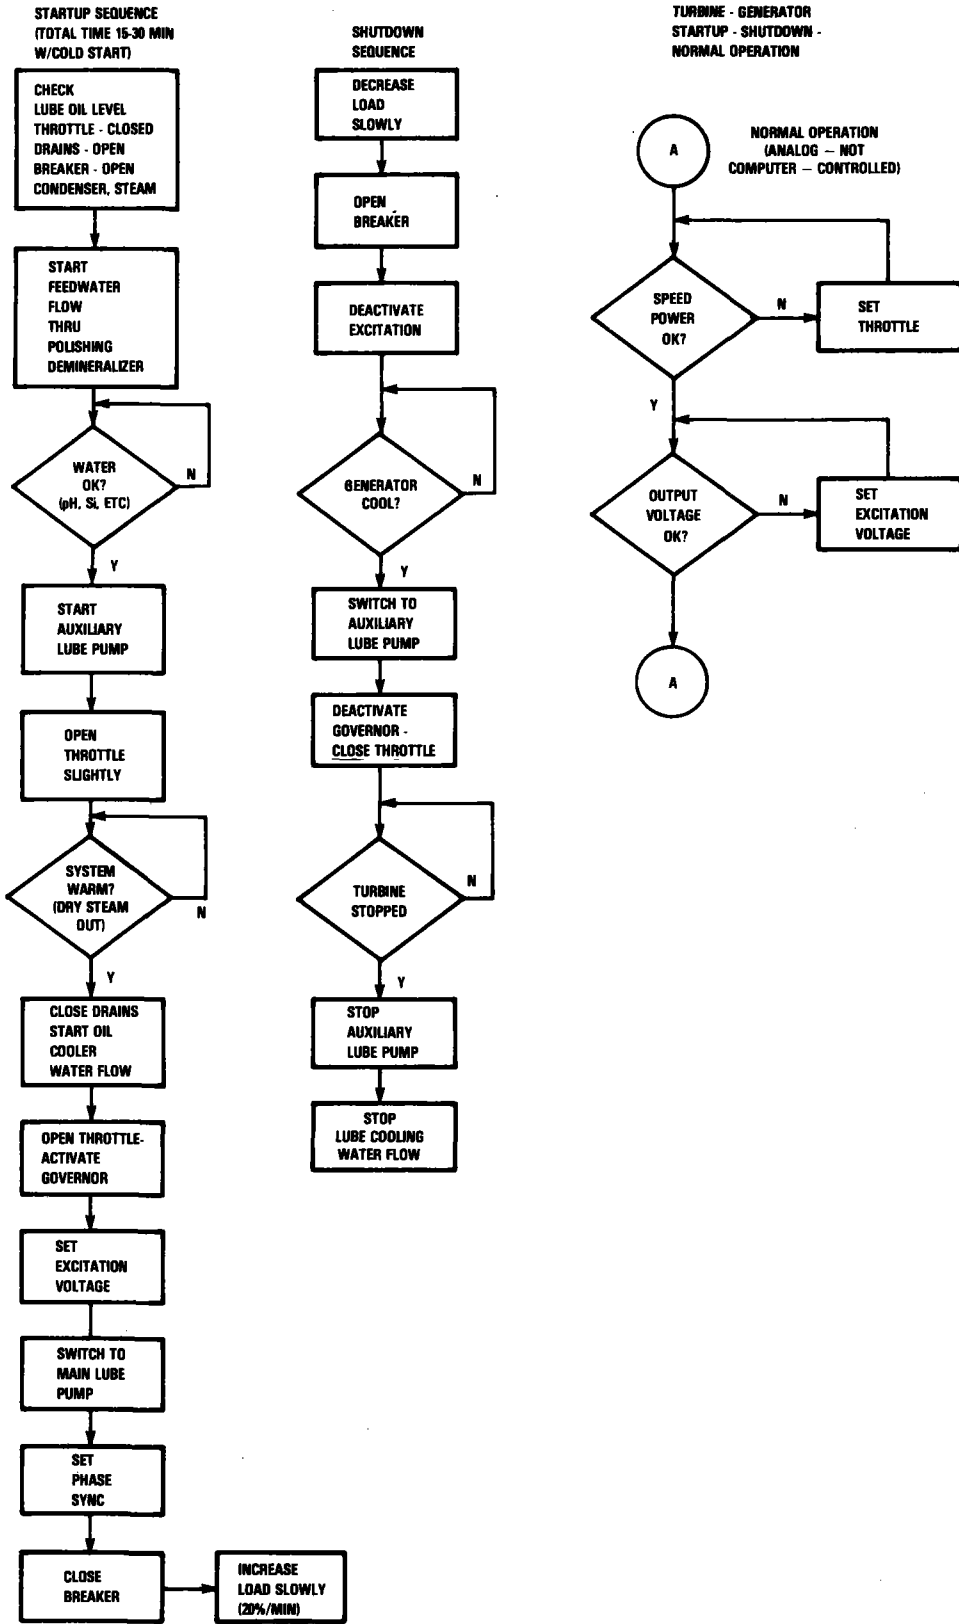 STARTUP SEQUENCE
(TOTAL TIME 15-30 MIN
W/COLD START)
CHECK
LUBE OIL LEVEL
THROTTLE - CLOSED
DRAINS - OPEN
BREAKER - OPEN
CONDENSER, STEAM
START
FEEDWATER
FLOW
THRU
POLISHING
DEMINERALIZER
WATER
OK?
(pH, Si, ETC)
N
Y
START
AUXILIARY
LUBE PUMP
OPEN
THROTTLE
SLIGHTLY
SYSTEM
WARM?
(DRY STEAM
OUT)
N
Y
CLOSE DRAINS
START OIL
COOLER
WATER FLOW
OPEN THROTTLE-
ACTIVATE
GOVERNOR
SET
EXCITATION
VOLTAGE
SWITCH TO
MAIN LUBE
PUMP
SET
PHASE
SYNC
CLOSE
BREAKER
INCREASE
LOAD SLOWLY
(20%/MIN)
SHUTDOWN
SEQUENCE
DECREASE
LOAD
SLOWLY
OPEN
BREAKER
DEACTIVATE
EXCITATION
GENERATOR
COOL?
N
Y
SWITCH TO
AUXILIARY
LUBE PUMP
DEACTIVATE
GOVERNOR -
CLOSE THROTTLE
TURBINE
STOPPED
N
Y
STOP
AUXILIARY
LUBE PUMP
STOP
LUBE COOLING
WATER FLOW
TURBINE - GENERATOR
STARTUP - SHUTDOWN -
NORMAL OPERATION
A
NORMAL OPERATION
(ANALOG – NOT
COMPUTER – CONTROLLED)
SPEED
POWER
OK?
N
SET
THROTTLE
Y
OUTPUT
VOLTAGE
OK?
N
SET
EXCITATION
VOLTAGE
A